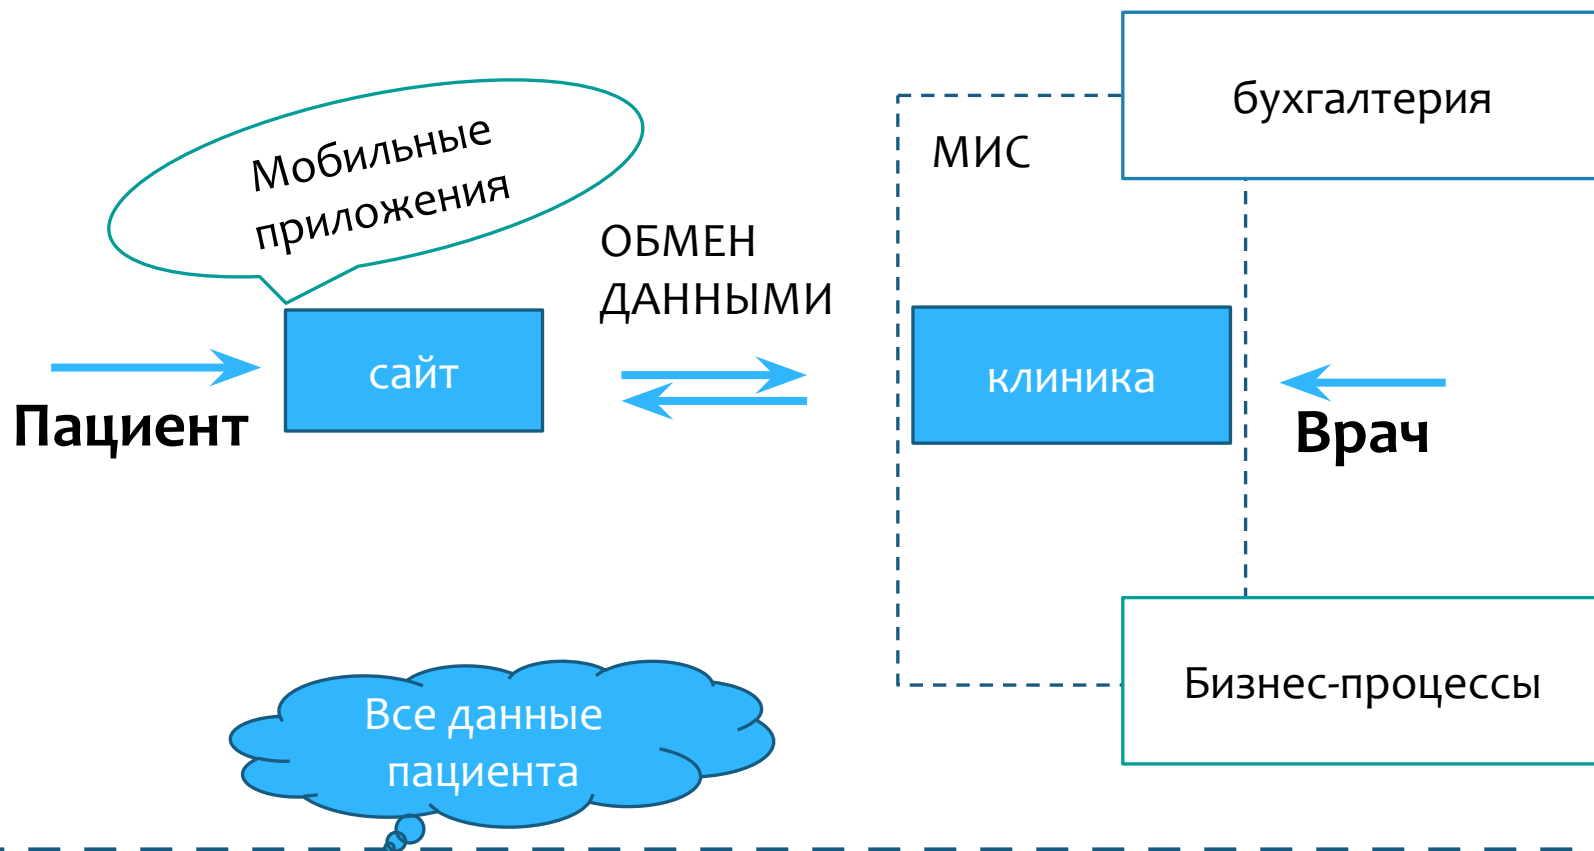 Мобильные
приложения
ОБМЕН
ДАННЫМИ
сайт
Пациент
МИС
бухгалтерия
клиника
Врач
Бизнес-процессы
Все данные
пациента